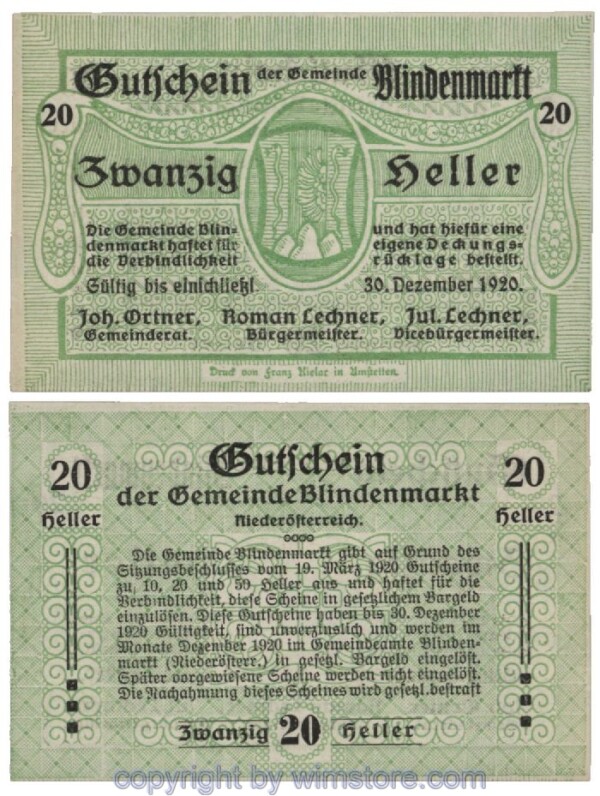 Gutschein der Gemeinde Blindenmarkt
20 20
Zwanzig Heller
Die Gemeinde Blin-
denmarkt haftet für
die Verbindlichkeit
und hat hiefür eine
eigene Deckungs-
rücklage bestellt.
Gültig bis einschließl. 30. Dezember 1920.
Joh. Ortner, Roman Lechner, Jul. Lechner,
Gemeinderat. Bürgermeister. Vicebürgermeister.
Druck von Franz Kielar in Amstetten.
20 Gutschein 20
der Gemeinde Blindenmarkt
Heller Niederösterreich. Heller
Die Gemeinde Blindenmarkt gibt auf Grund des
Sitzungsbeschlusses vom 19. März 1920 Gutscheine
zu 10, 20 und 50 Heller aus und haftet für die
Verbindlichkeit, diese Scheine in gesetzlichem Bargeld
einzulösen. Diese Gutscheine haben bis 30. Dezember
1920 Gültigkeit, sind unverzinslich und werden im
Monate Dezember 1920 im Gemeindeamte Blinden-
markt (Niederösterr.) in gesetzl. Bargeld eingelöst.
Später vorgewiesene Scheine werden nicht eingelöst.
Die Nachahmung dieses Scheines wird gesetzl. bestraft
Zwanzig 20 Heller
copyright by wimstore.com